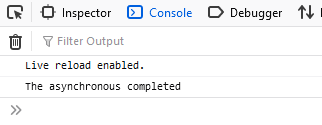 Inspector Console Debugger
Filter Output
Live reload enabled.
The asynchronous completed